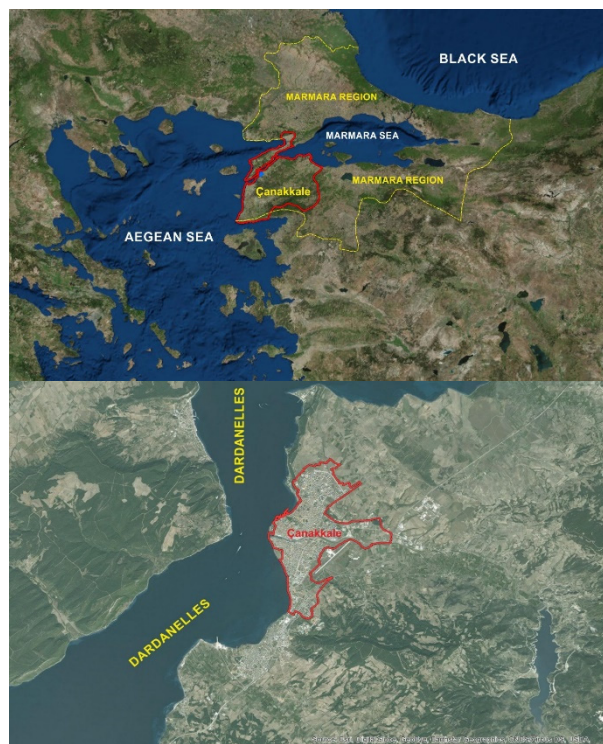 BLACK SEA
MARMARA REGION
MARMARA SEA
MARMARA REGION
Çanakkale
AEGEAN SEA
DARDANELLES
Çanakkale
DARDANELLES